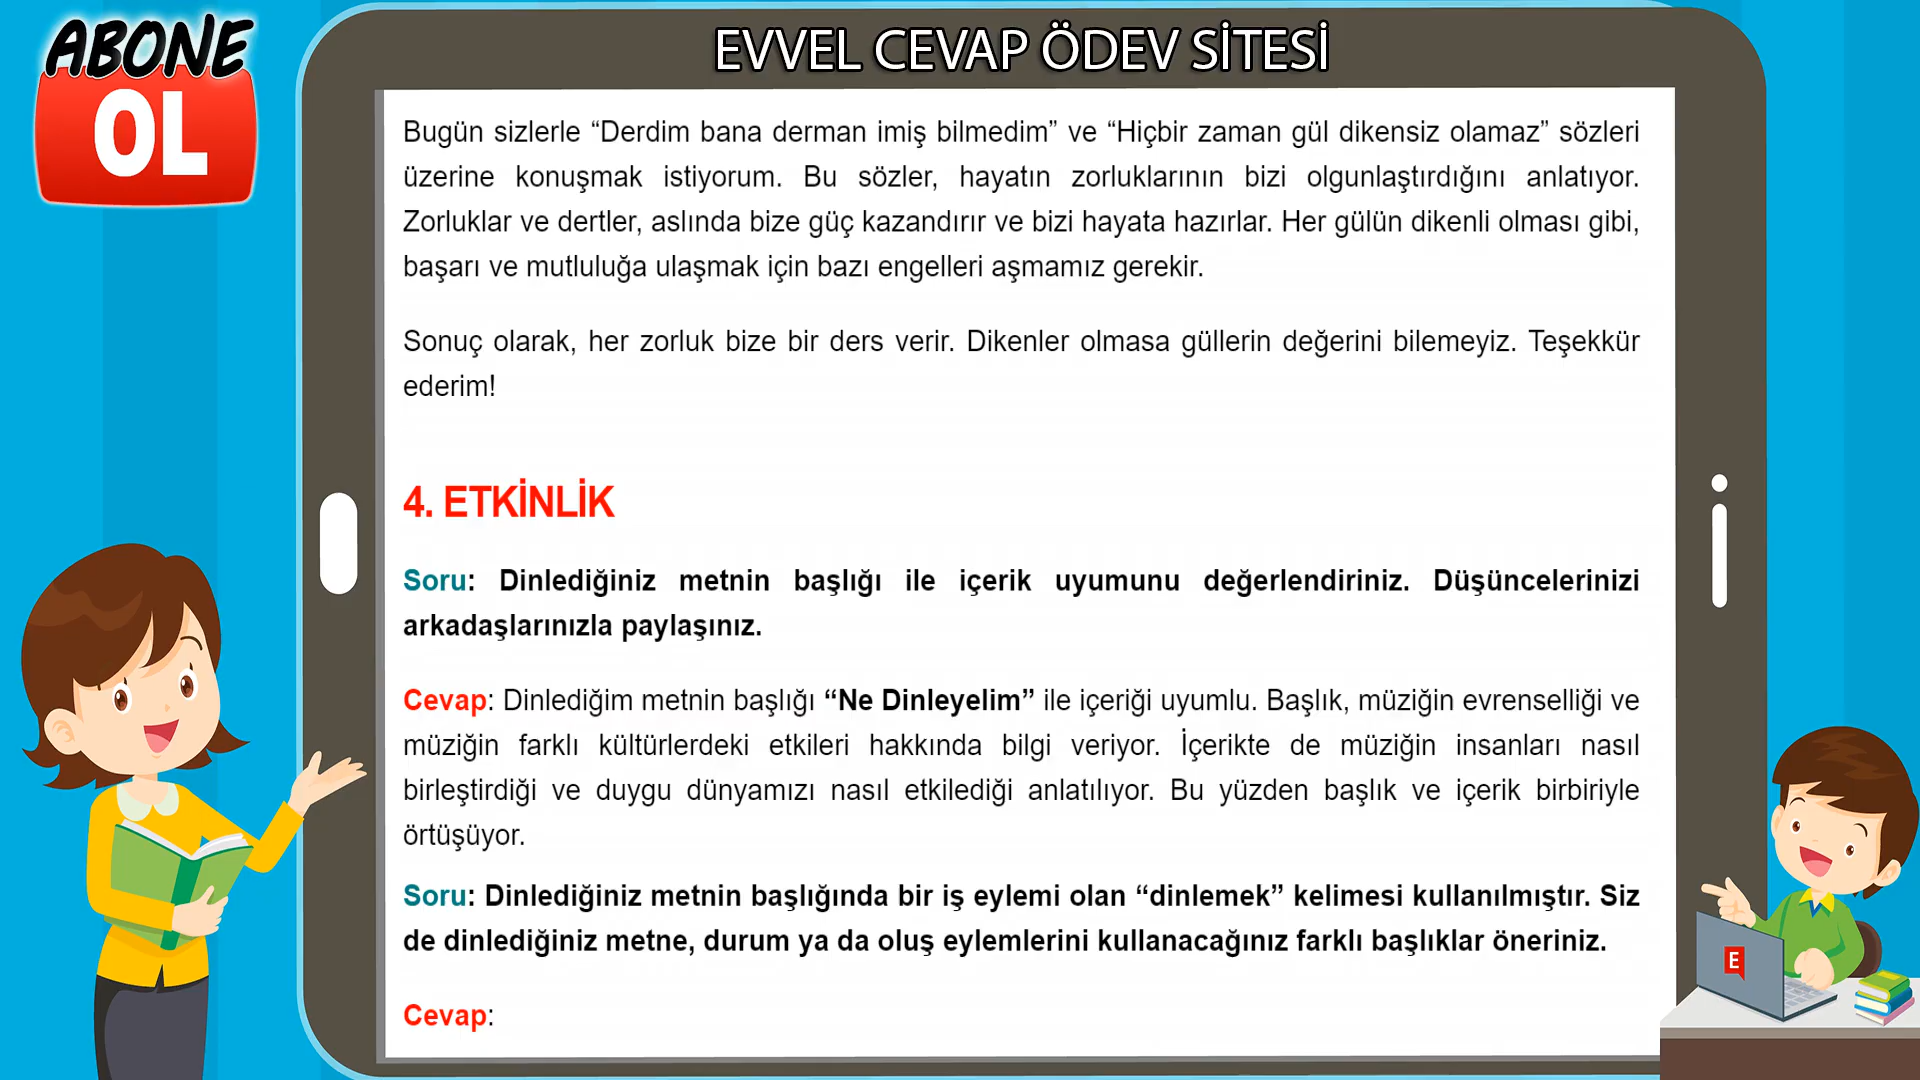 ABONE
OL
EVVEL CEVAP ÖDEV SİTESİ
Bugün sizlerle “Derdim bana derman imiş bilmedim” ve “Hiçbir zaman gül dikensiz olamaz” sözleri
üzerine konuşmak istiyorum. Bu sözler, hayatın zorluklarının bizi olgunlaştırdığını anlatıyor.
Zorluklar ve dertler, aslında bize güç kazandırır ve bizi hayata hazırlar. Her gülün dikenli olması gibi,
başarı ve mutluluğa ulaşmak için bazı engelleri aşmamız gerekir.
Sonuç olarak, her zorluk bize bir ders verir. Dikenler olmasa güllerin değerini bilemeyiz. Teşekkür
ederim!
4. ETKİNLİK
Soru: Dinlediğiniz metnin başlığı ile içerik uyumunu değerlendiriniz. Düşüncelerinizi
arkadaşlarınızla paylaşınız.
Cevap: Dinlediğim metnin başlığı “Ne Dinleyelim” ile içeriği uyumlu. Başlık, müziğin evrenselliği ve
müziğin farklı kültürlerdeki etkileri hakkında bilgi veriyor. İçerikte de müziğin insanları nasıl
birleştirdiği ve duygu dünyamızı nasıl etkilediği anlatılıyor. Bu yüzden başlık ve içerik birbiriyle
örtüşüyor.
Soru: Dinlediğiniz metnin başlığında bir iş eylemi olan “dinlemek” kelimesi kullanılmıştır. Siz
de dinlediğiniz metne, durum ya da oluş eylemlerini kullanacağınız farklı başlıklar öneriniz.
Cevap:
E